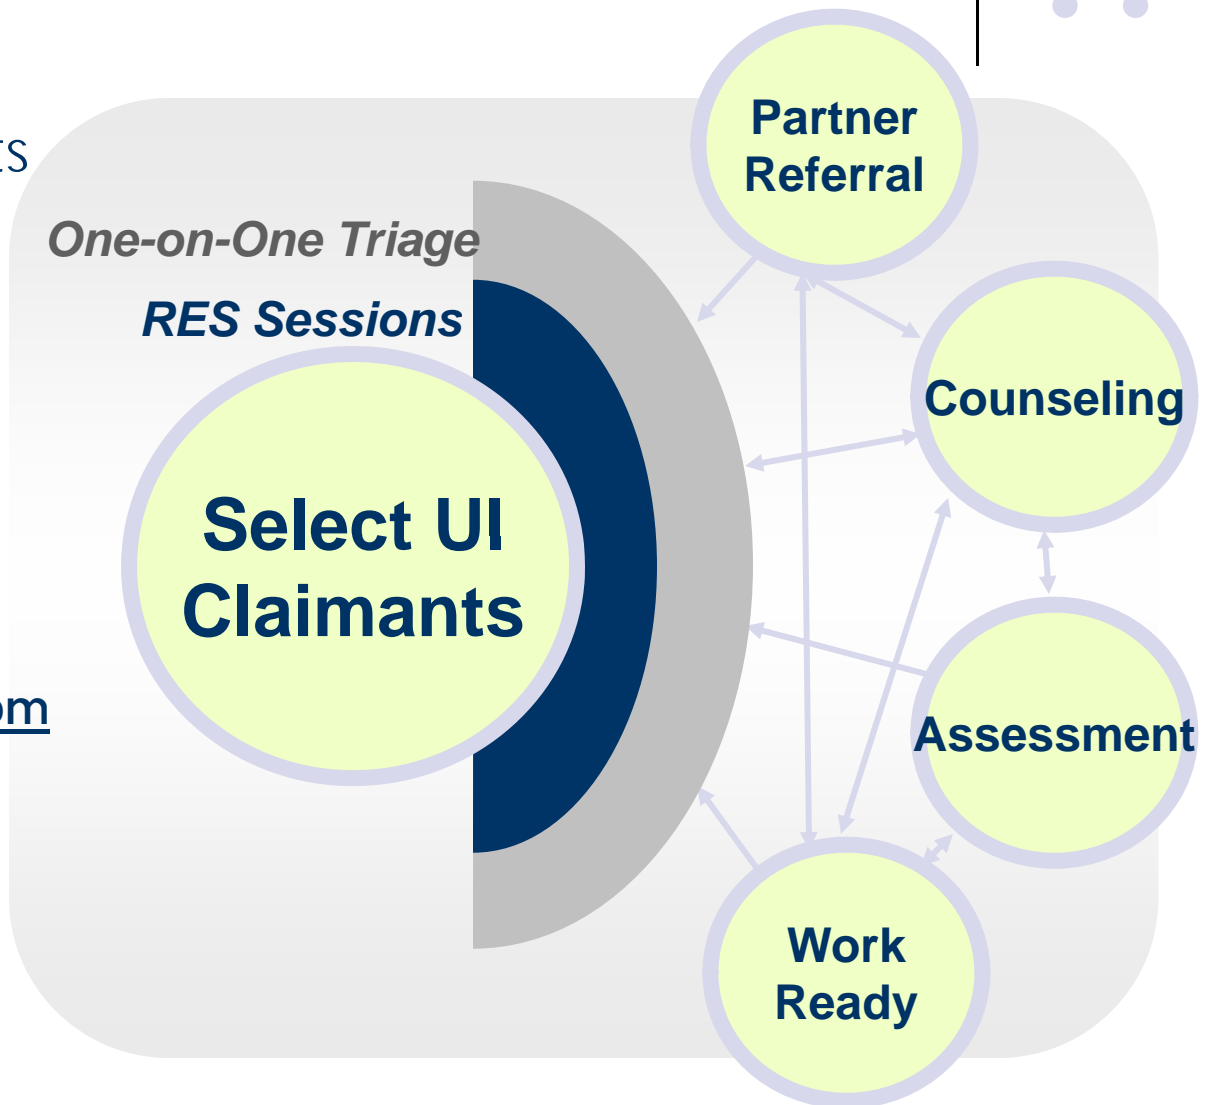 Partner
Referral
One-on-One Triage
RES Sessions
Counseling
Select UI
Claimants
Assessment
Work
Ready